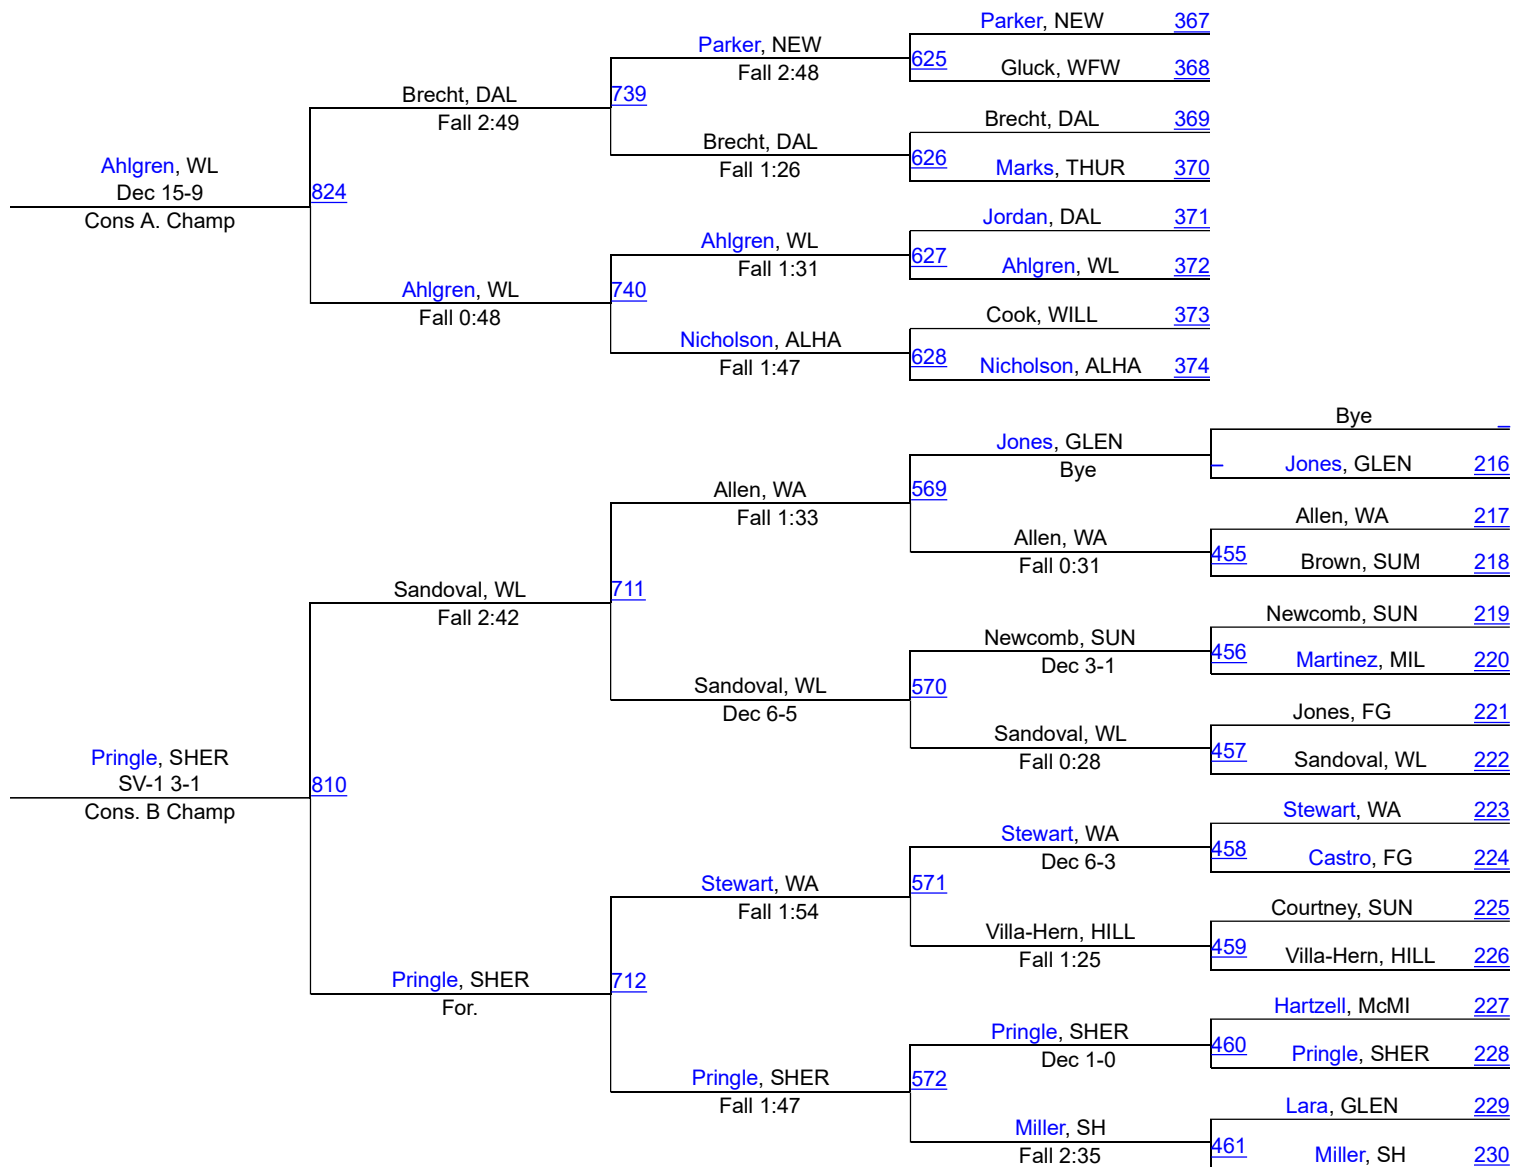 Parker, NEW 367
Parker, NEW
625
Fall 2:48
Gluck, WFW 368
Brecht, DAL
739
Fall 2:49
Brecht, DAL 369
Brecht, DAL
626
Fall 1:26
Marks, THUR 370
Ahlgren, WL
Dec 15-9
824
Cons A. Champ
Jordan, DAL 371
Ahlgren, WL
627
Fall 1:31
Ahlgren, WL 372
Ahlgren, WL
740
Fall 0:48
Cook, WILL 373
Nicholson, ALHA
628
Fall 1:47
Nicholson, ALHA 374
Bye _
Jones, GLEN
Bye
_ Jones, GLEN 216
Allen, WA
569
Fall 1:33
Allen, WA 217
Allen, WA
455
Fall 0:31
Brown, SUM 218
Sandoval, WL
711
Fall 2:42
Newcomb, SUN 219
Newcomb, SUN
456
Dec 3-1
Martinez, MIL 220
Sandoval, WL
570
Dec 6-5
Jones, FG 221
Sandoval, WL
457
Fall 0:28
Sandoval, WL 222
Pringle, SHER
SV-1 3-1
810
Cons. B Champ
Stewart, WA 223
Stewart, WA
458
Dec 6-3
Castro, FG 224
Stewart, WA
571
Fall 1:54
Courtney, SUN 225
Villa-Hern, HILL
459
Fall 1:25
Villa-Hern, HILL 226
Pringle, SHER
712
For.
Hartzell, McMI 227
Pringle, SHER
460
Dec 1-0
Pringle, SHER 228
Pringle, SHER
572
Fall 1:47
Lara, GLEN 229
Miller, SH
461
Fall 2:35
Miller, SH 230